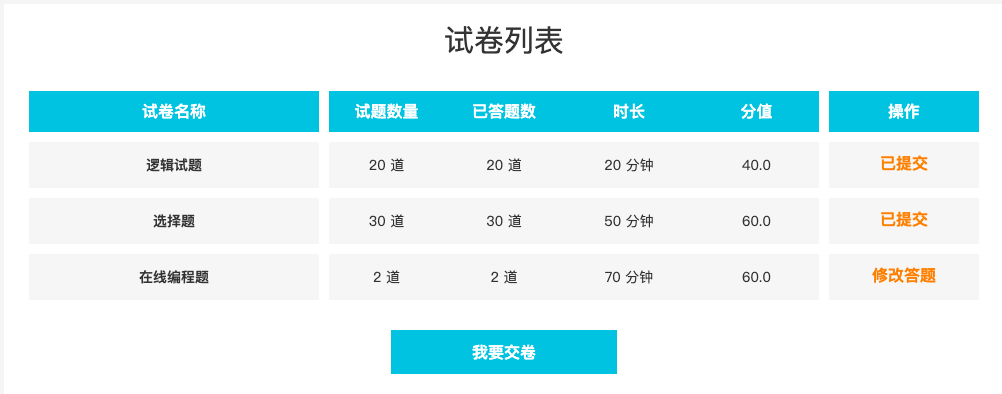 试卷列表
试卷名称 试题数量 已答题数 时长 分值 操作
逻辑试题 20 道 20 道 20 分钟 40.0 已提交
选择题 30 道 30 道 50 分钟 60.0 已提交
在线编程题 2 道 2 道 70 分钟 60.0 修改答题
我要交卷